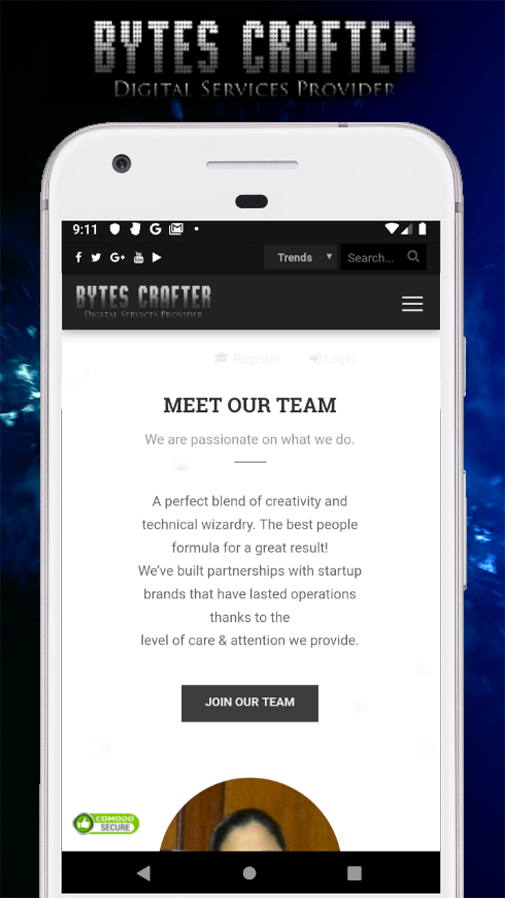 BYTES CRAFTER
DIGITAL SERVICES PROVIDER
9:11 G
f G+ You Tube Trends ▼ Search...
BYTES CRAFTER
DIGITAL SERVICES PROVIDER
Register Login
MEET OUR TEAM
We are passionate on what we do.
A perfect blend of creativity and
technical wizardry. The best people
formula for a great result!
We've built partnerships with startup
brands that have lasted operations
thanks to the
level of care & attention we provide.
JOIN OUR TEAM
COMODO
SECURE